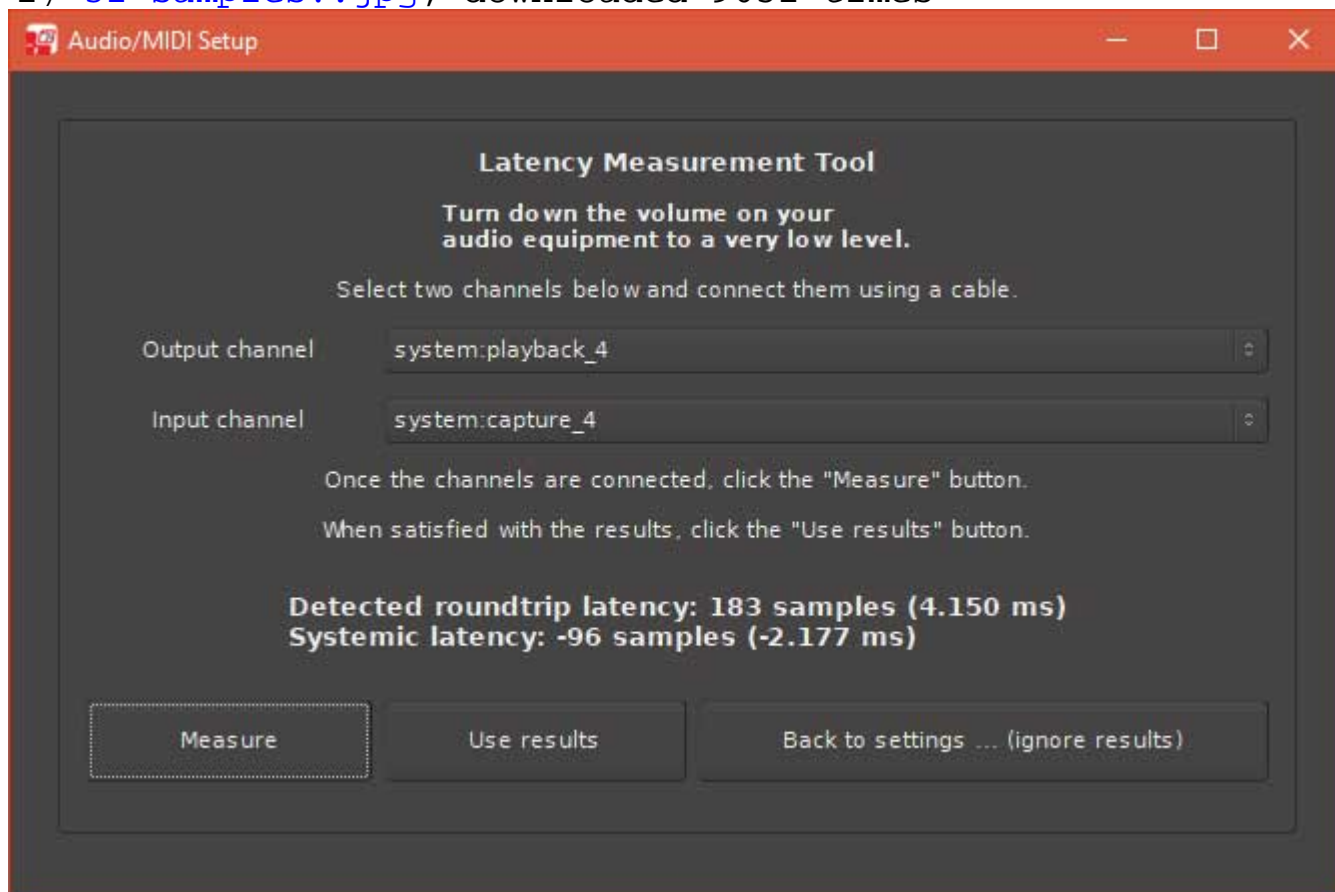 Audio/MIDI Setup
Latency Measurement Tool
Turn down the volume on your
audio equipment to a very low level.
Select two channels below and connect them using a cable.
Output channel system:playback_4
Input channel system:capture_4
Once the channels are connected, click the "Measure" button.
When satisfied with the results, click the "Use results" button.
Detected roundtrip latency: 183 samples (4.150 ms)
Systemic latency: -96 samples (-2.177 ms)
Measure Use results Back to settings ... (ignore results)